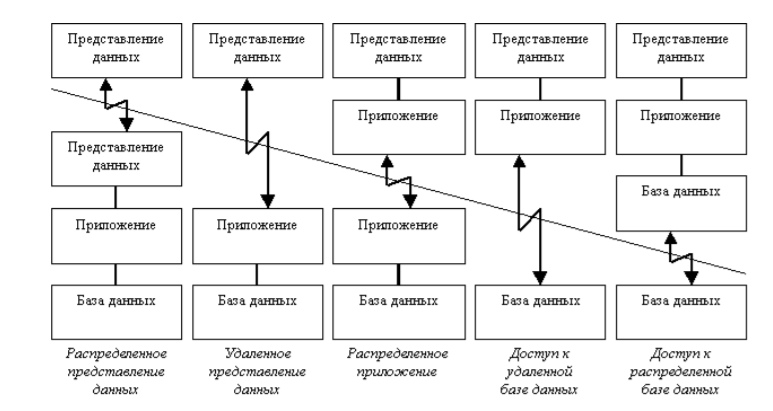 Представление
данных
Представление
данных
Представление
данных
Представление
данных
Представление
данных
Приложение
Приложение
Приложение
Представление
данных
База данных
Приложение
Приложение
Приложение
База данных
База данных
База данных
База данных
База данных
Распределенное
представление
данных
Удаленное
представление
данных
Распределенное
приложение
Доступ к
удаленной
базе данных
Доступ к
распределенной
базе данных